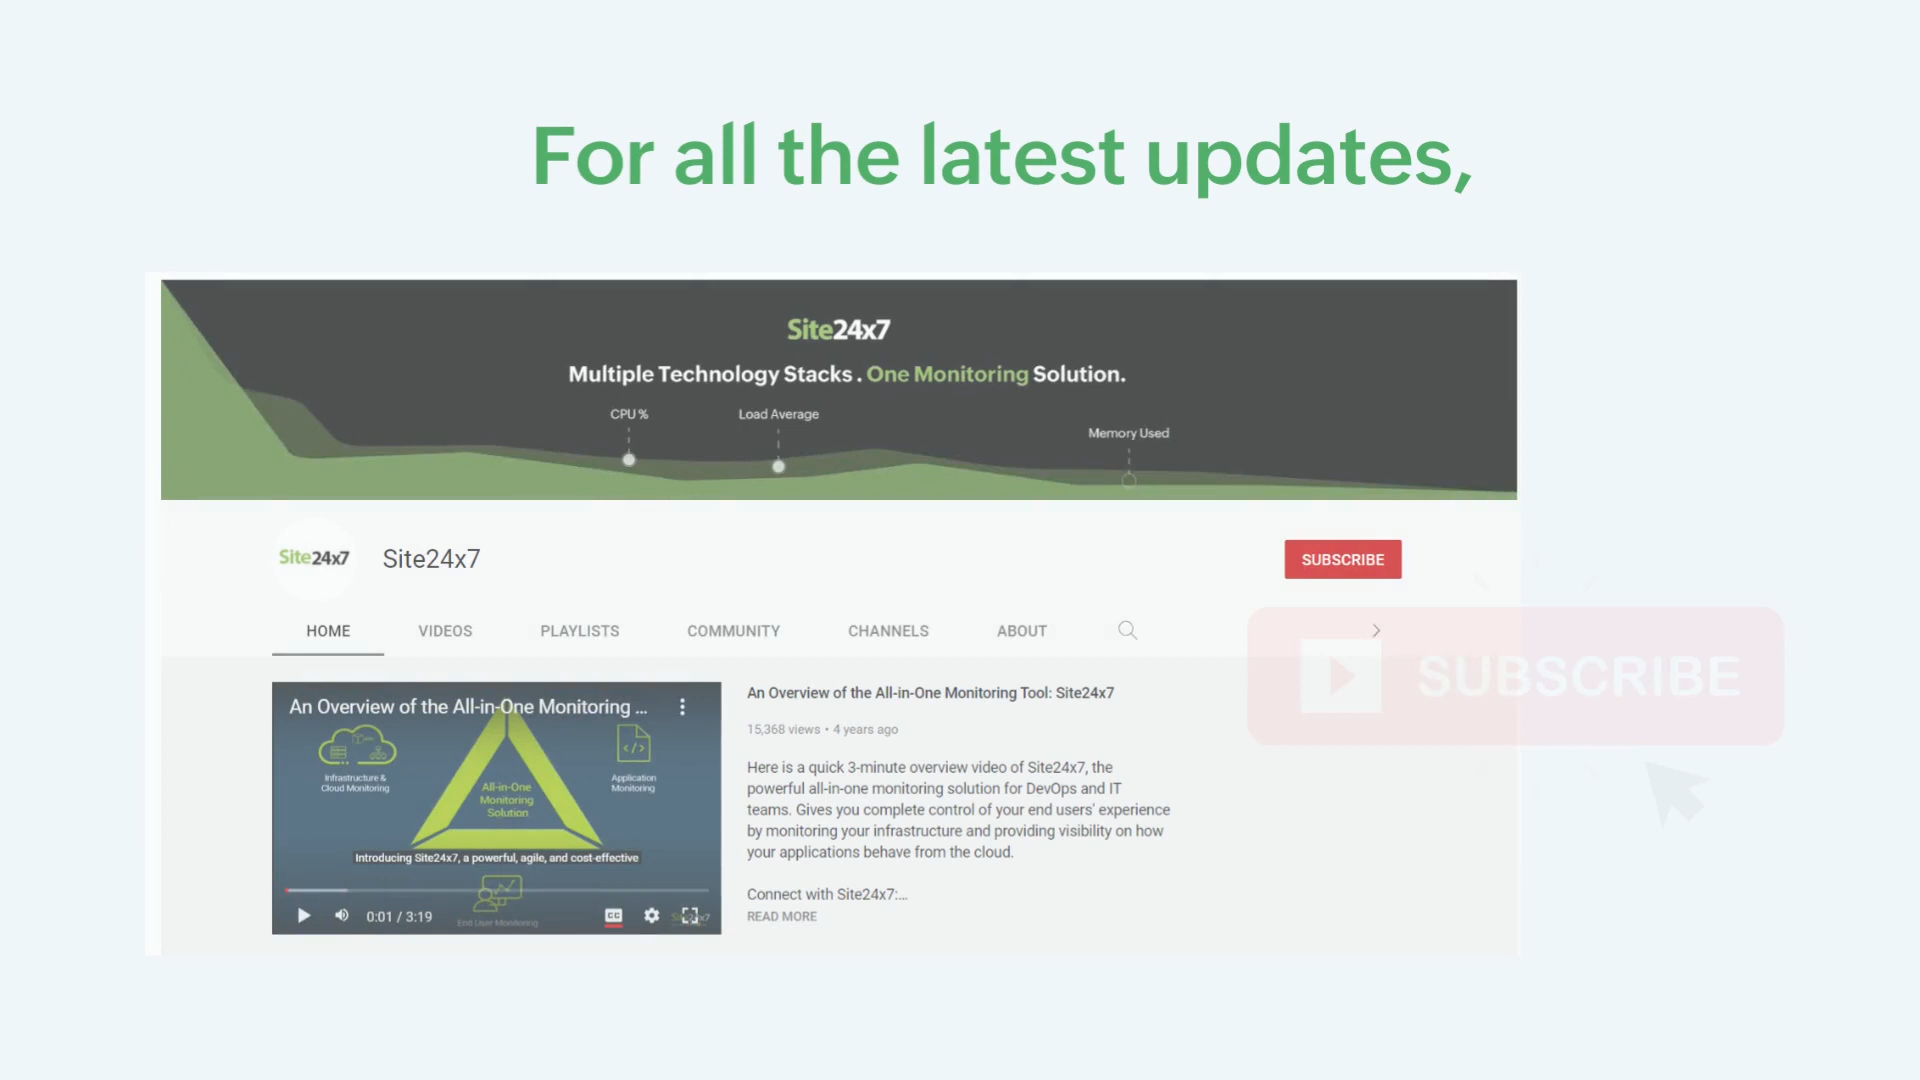 For all the latest updates,
Site24x7
Multiple Technology Stacks . One Monitoring Solution.
CPU %
Load Average
Memory Used
Site24x7
Site24x7
SUBSCRIBE
HOME
VIDEOS
PLAYLISTS
COMMUNITY
CHANNELS
ABOUT
SUBSCRIBE
An Overview of the All-in-One Monitoring ...
Infrastructure &
Cloud Monitoring
Application
Monitoring
All-in-One
Monitoring
Solution
Introducing Site24x7, a powerful, agile, and cost-effective
0:01 / 3:19
CC
End User Monitoring
Site24x7
An Overview of the All-in-One Monitoring Tool: Site24x7
15,368 views • 4 years ago
Here is a quick 3-minute overview video of Site24x7, the
powerful all-in-one monitoring solution for DevOps and IT
teams. Gives you complete control of your end users' experience
by monitoring your infrastructure and providing visibility on how
your applications behave from the cloud.
Connect with Site24x7:...
READ MORE